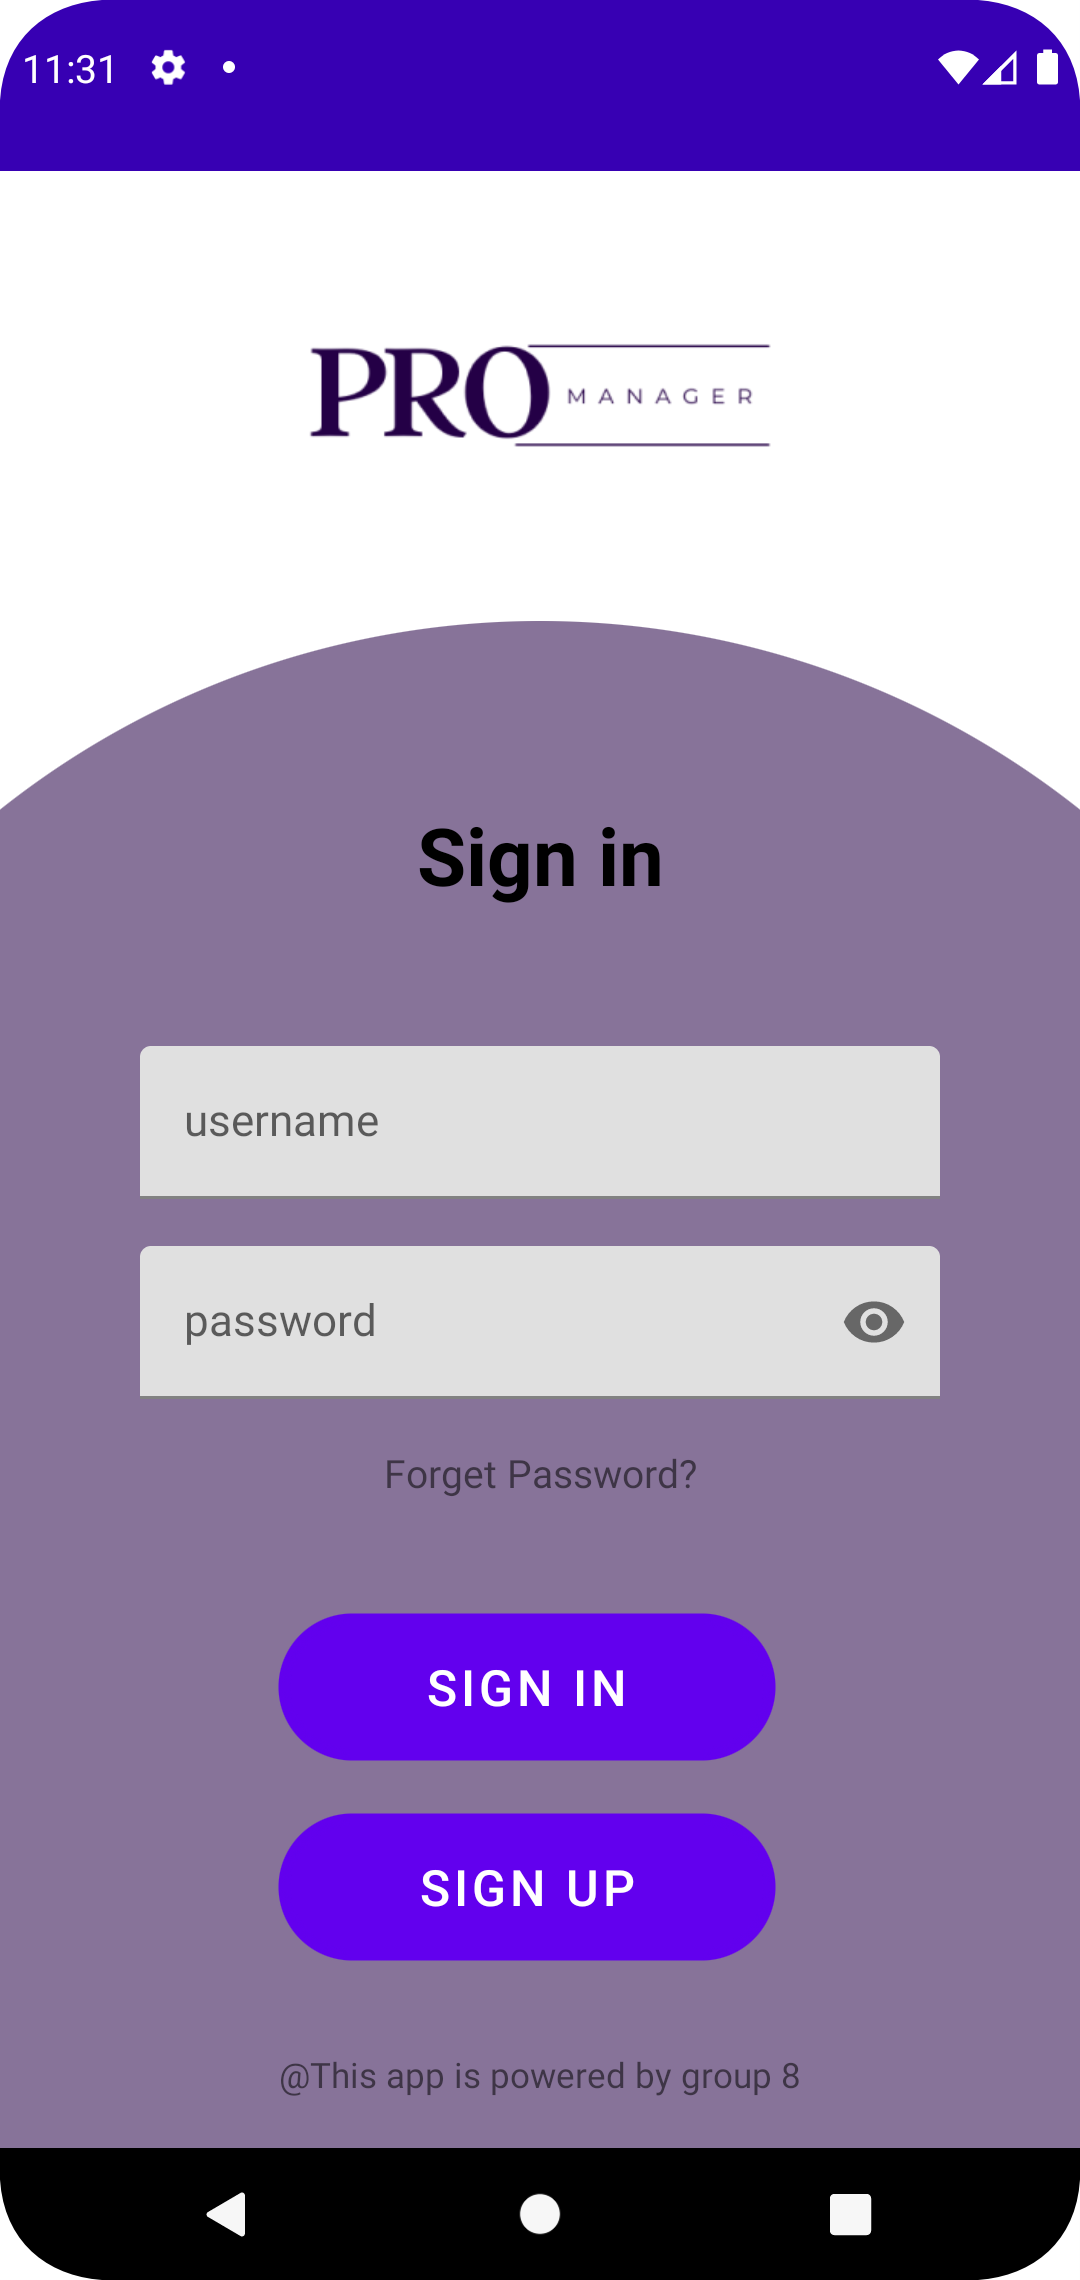 11:31
PRO MANAGER
Sign in
username
password
Forget Password?
SIGN IN
SIGN UP
@This app is powered by group 8